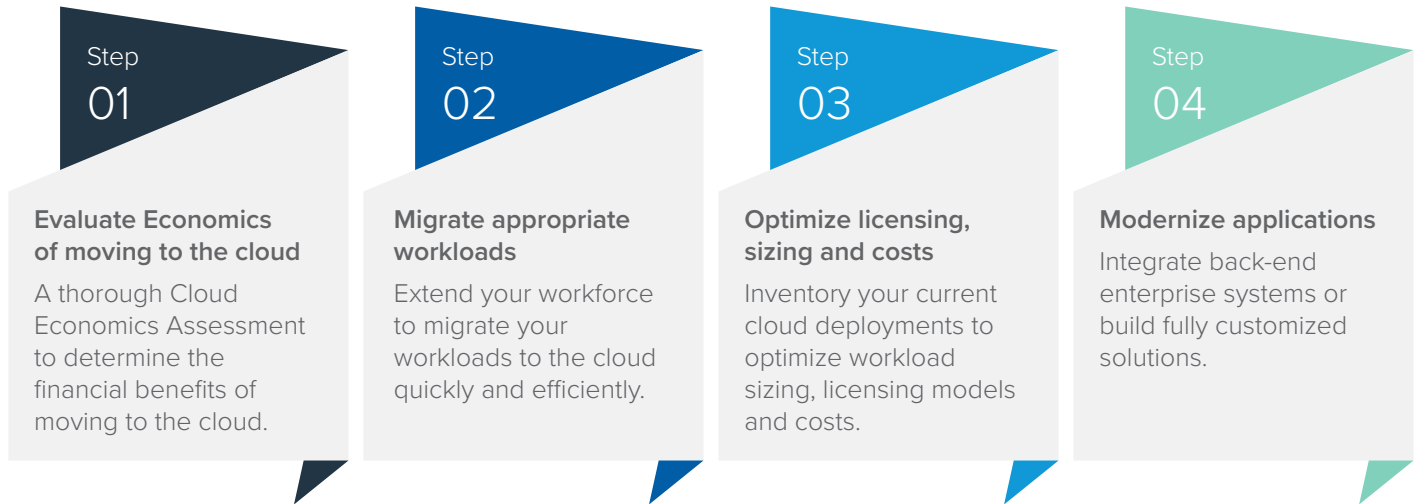 Step
01
Evaluate Economics
of moving to the cloud
A thorough Cloud
Economics Assessment
to determine the
financial benefits of
moving to the cloud.
Step
02
Migrate appropriate
workloads
Extend your workforce
to migrate your
workloads to the cloud
quickly and efficiently.
Step
03
Optimize licensing,
sizing and costs
Inventory your current
cloud deployments to
optimize workload
sizing, licensing models
and costs.
Step
04
Modernize applications
Integrate back-end
enterprise systems or
build fully customized
solutions.